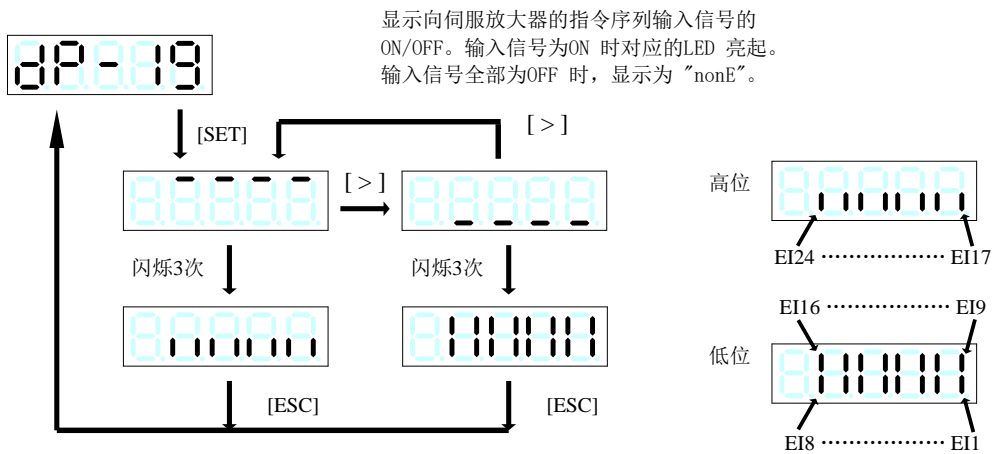 显示向伺服放大器的指令序列输入信号的
ON/OFF。输入信号为ON 时对应的LED 亮起。
输入信号全部为OFF 时，显示为 "nonE"。
dP-19
[SET]
[ > ]
[ > ]
高位
EI24 ……………… EI17
闪烁3次
闪烁3次
EI16 ……………… EI9
低位
[ESC]
[ESC]
EI8 ……………… EI1